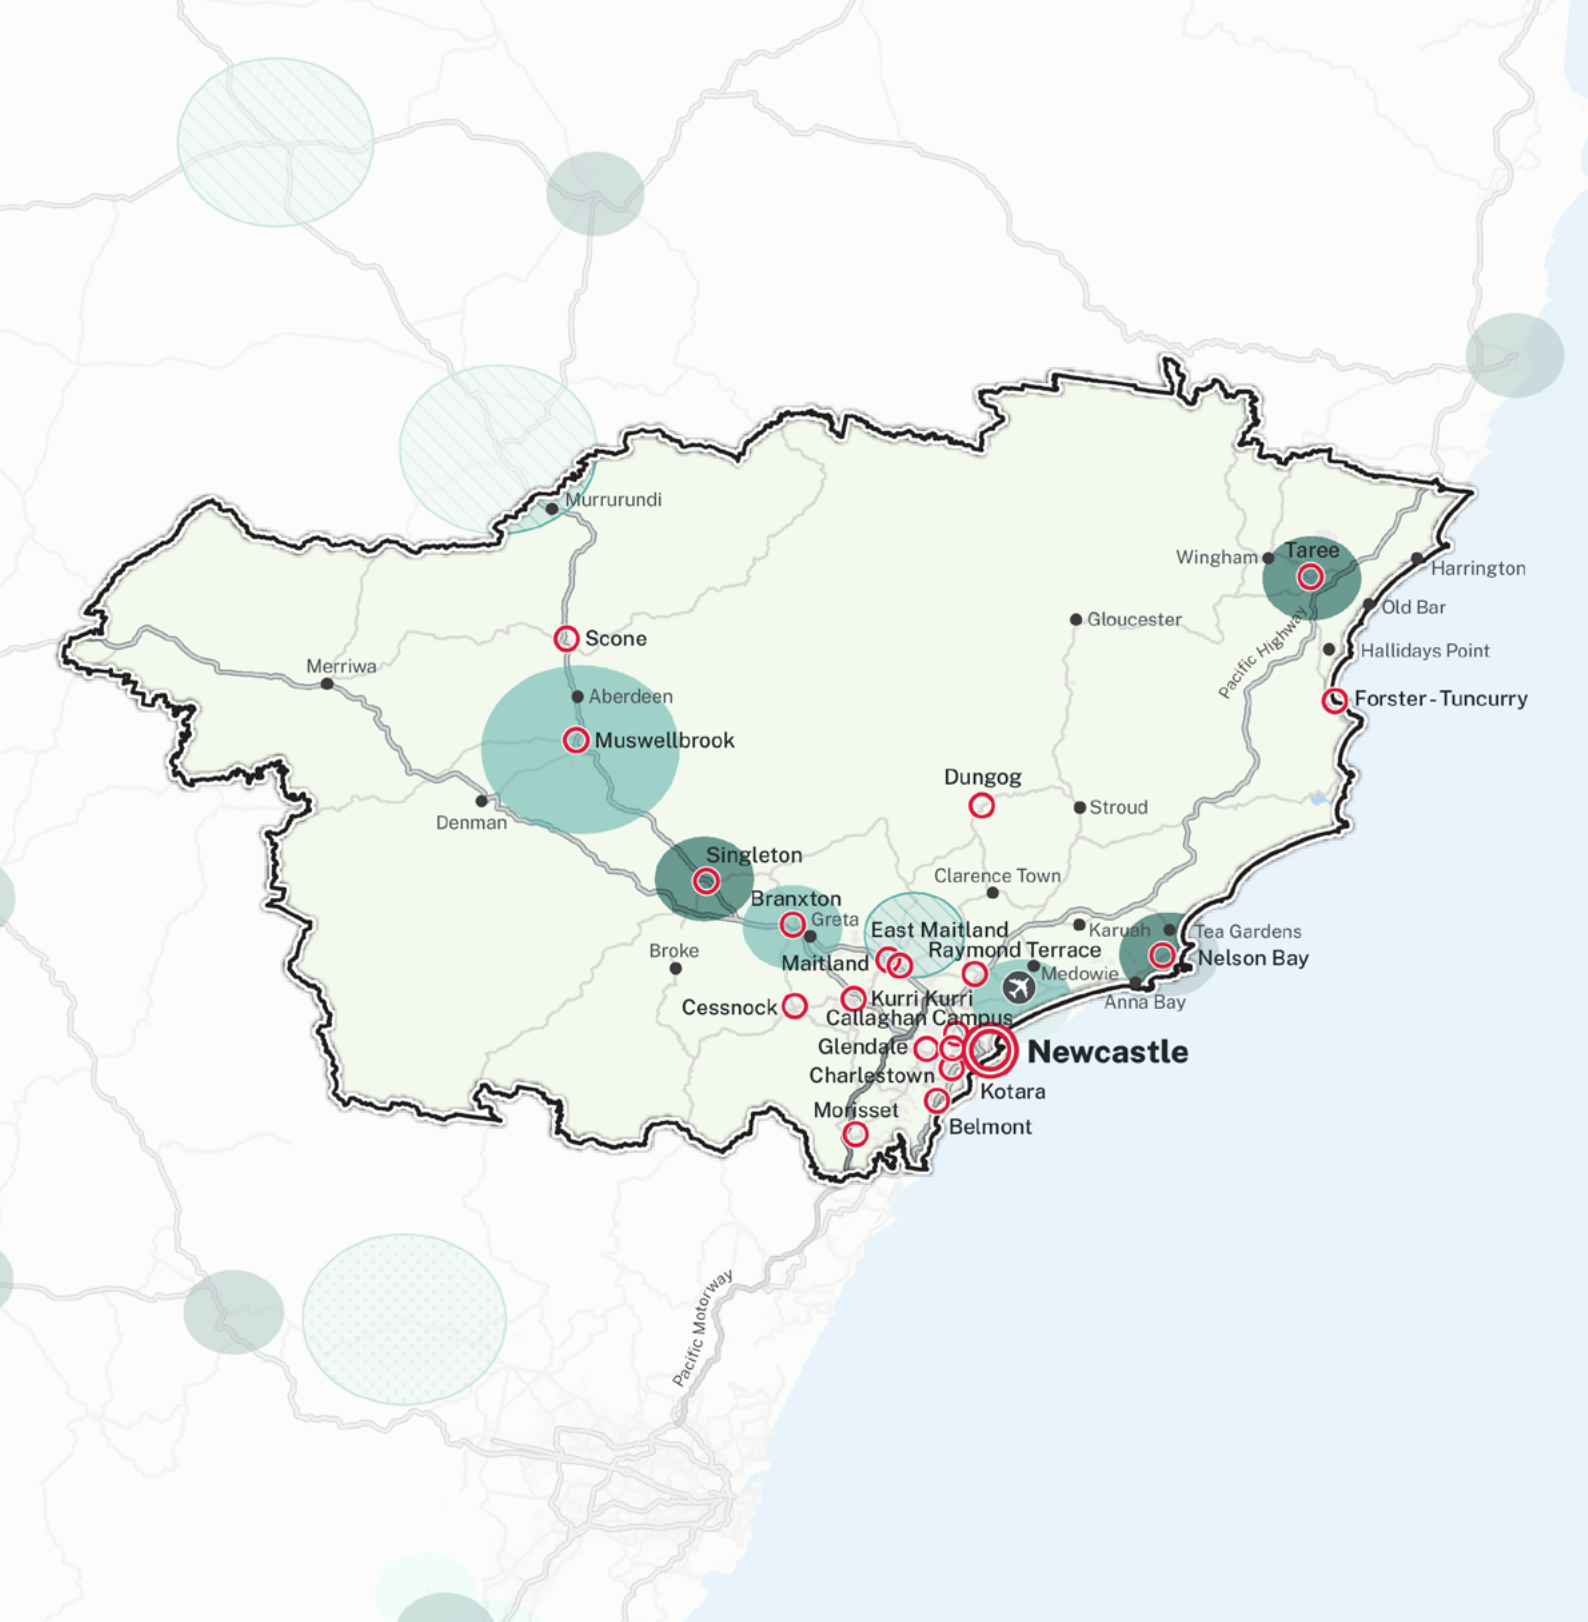 Murrurundi
Taree
Wingham
Harrington
Old Bar
Gloucester
Scone
Pacific Highway
Hallidays Point
Merriwa
Aberdeen
Forster - Tuncurry
Muswellbrook
Dungog
Stroud
Denman
Singleton
Clarence Town
Branxton
Greta
East Maitland
Karuah
Tea Gardens
Broke
Raymond Terrace
Nelson Bay
Maitland
Medowie
Cessnock
Kurri Kurri
Anna Bay
Callaghan Campus
Glendale
Newcastle
Charlestown
Kotara
Morisset
Belmont
Pacific Motorway